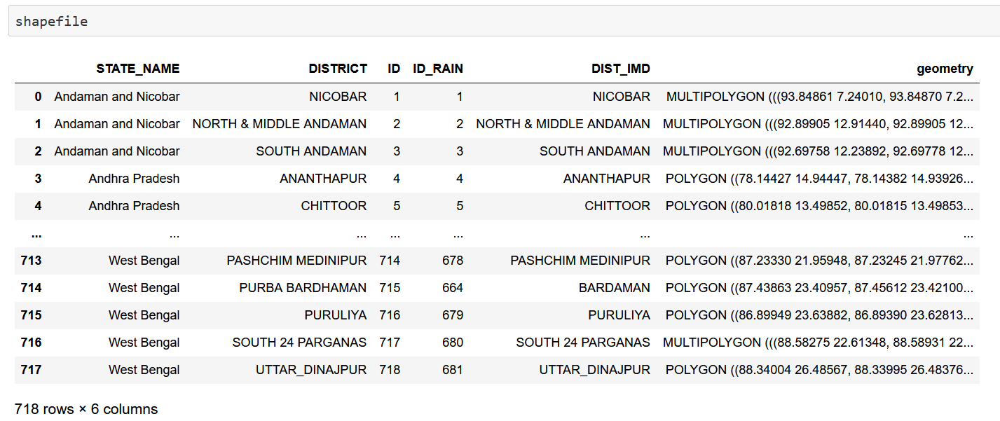 shapefile
STATE_NAME DISTRICT ID ID_RAIN DIST_IMD geometry
0 Andaman and Nicobar NICOBAR 1 1 NICOBAR MULTIPOLYGON (((93.84861 7.24010, 93.84870 7.2...
1 Andaman and Nicobar NORTH & MIDDLE ANDAMAN 2 2 NORTH & MIDDLE ANDAMAN MULTIPOLYGON (((92.89905 12.91440, 92.89905 12...
2 Andaman and Nicobar SOUTH ANDAMAN 3 3 SOUTH ANDAMAN MULTIPOLYGON (((92.69758 12.23892, 92.69778 12...
3 Andhra Pradesh ANANTHAPUR 4 4 ANANTHAPUR POLYGON ((78.14427 14.94447, 78.14382 14.93926...
4 Andhra Pradesh CHITTOOR 5 5 CHITTOOR POLYGON ((80.01818 13.49852, 80.01815 13.49853...
... ... ... ... ... ... ...
713 West Bengal PASHCHIM MEDINIPUR 714 678 PASHCHIM MEDINIPUR POLYGON ((87.23330 21.95948, 87.23245 21.97762...
714 West Bengal PURBA BARDHAMAN 715 664 BARDAMAN POLYGON ((87.43863 23.40957, 87.45612 23.42100...
715 West Bengal PURULIYA 716 679 PURULIYA POLYGON ((86.89949 23.63882, 86.89390 23.62813...
716 West Bengal SOUTH 24 PARGANAS 717 680 SOUTH 24 PARGANAS MULTIPOLYGON (((88.58275 22.61348, 88.58931 22...
717 West Bengal UTTAR_DINAJPUR 718 681 UTTAR_DINAJPUR POLYGON ((88.34004 26.48567, 88.33995 26.48376...
718 rows × 6 columns